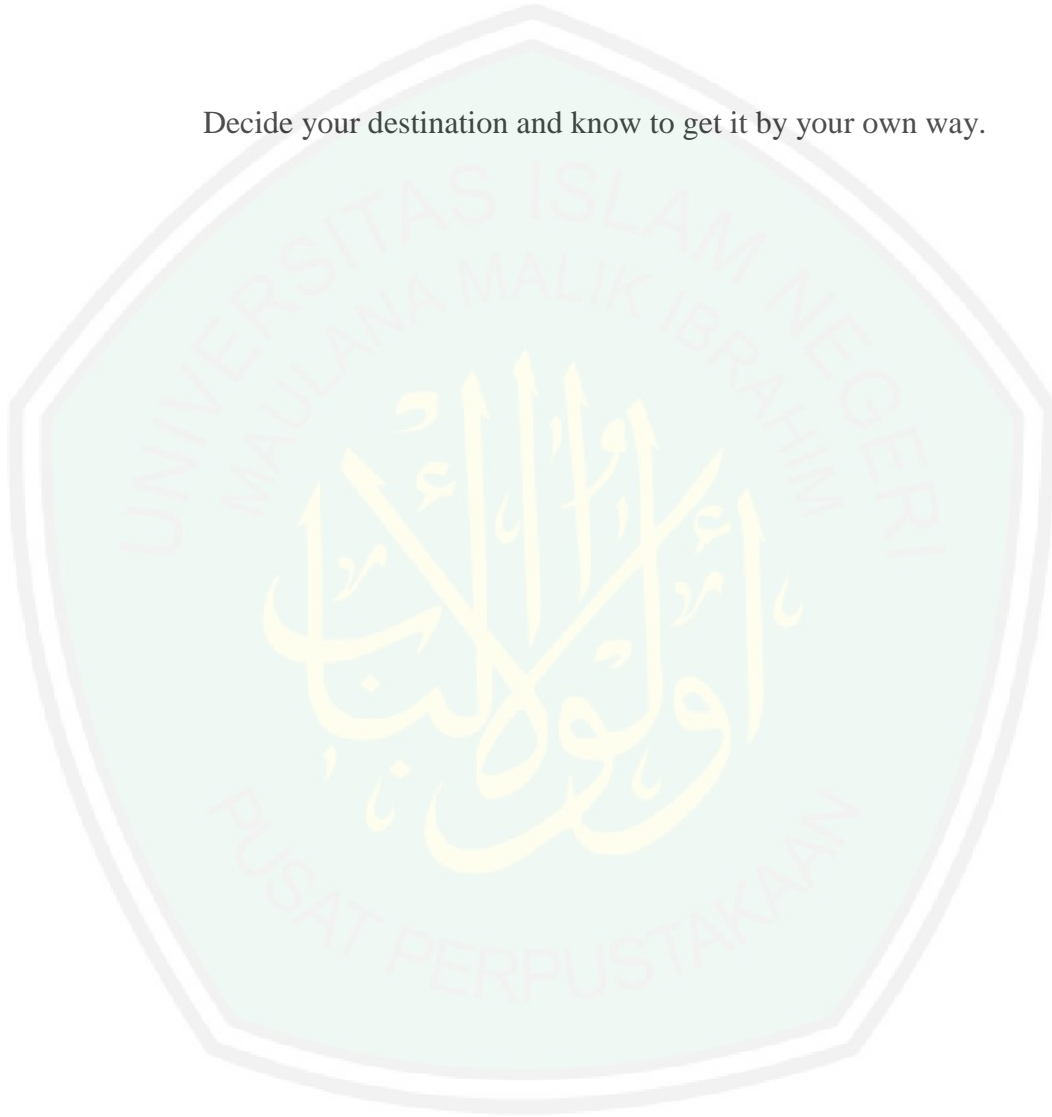 Decide your destination and know to get it by your own way.
UNIVERSITAS ISLAM NEGERI
MAULANA MALIK IBRAHIM
أولوا الألباب
PUSAT PERPUSTAKAAN